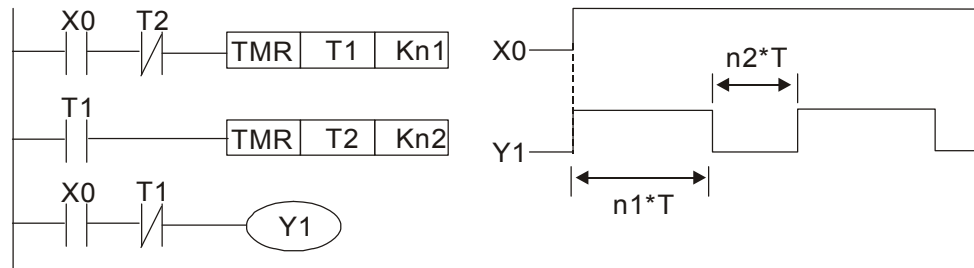 X0 T2
TMR T1 Kn1
T1
TMR T2 Kn2
X0 T1
Y1
X0
n2*T
Y1
n1*T